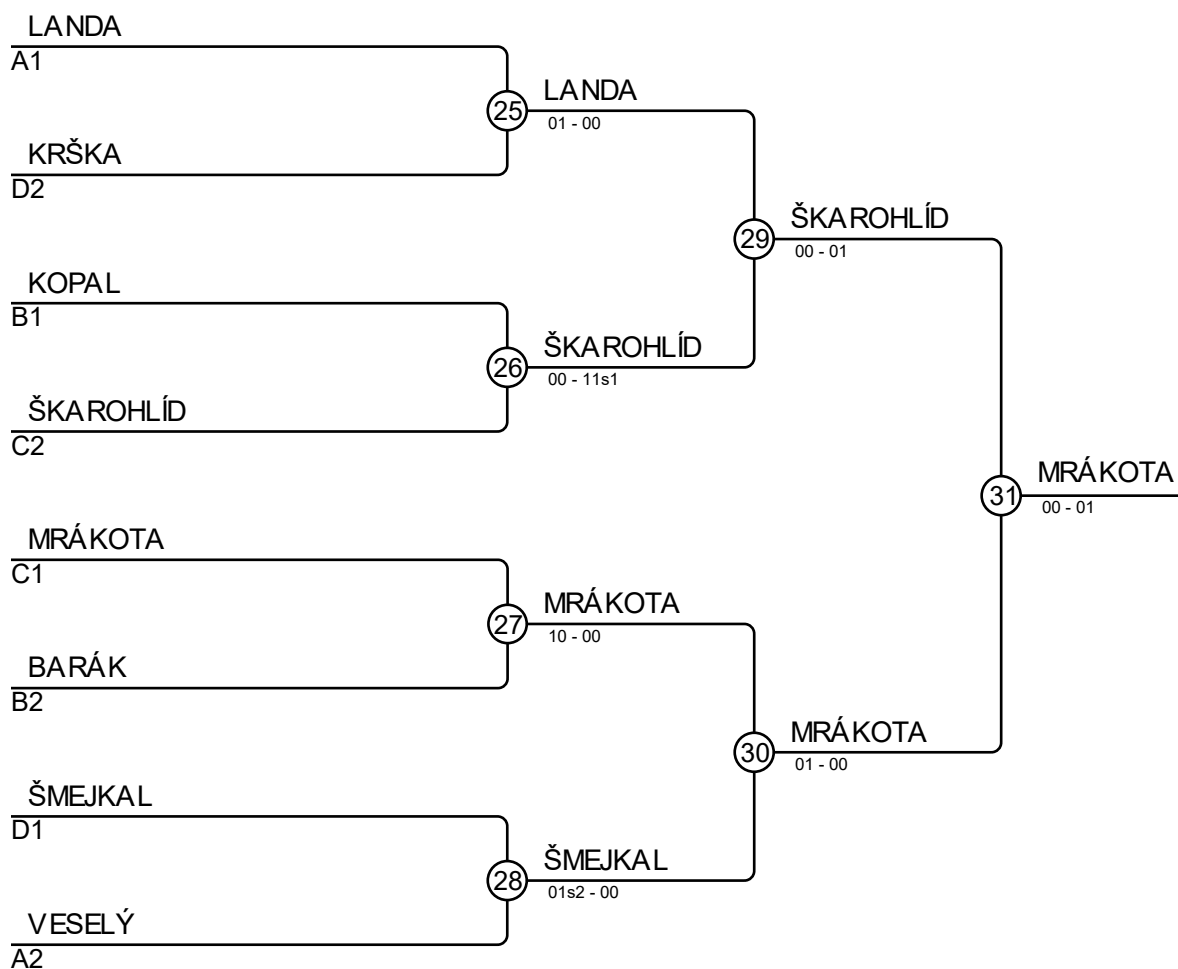 LANDA
A1
25
LANDA
01 - 00
KRŠKA
D2
29
ŠKAROHLÍD
00 - 01
KOPAL
B1
26
ŠKAROHLÍD
00 - 11s1
ŠKAROHLÍD
C2
31
MRÁKOTA
00 - 01
MRÁKOTA
C1
27
MRÁKOTA
10 - 00
BARÁK
B2
30
MRÁKOTA
01 - 00
ŠMEJKAL
D1
28
ŠMEJKAL
01s2 - 00
VESELÝ
A2